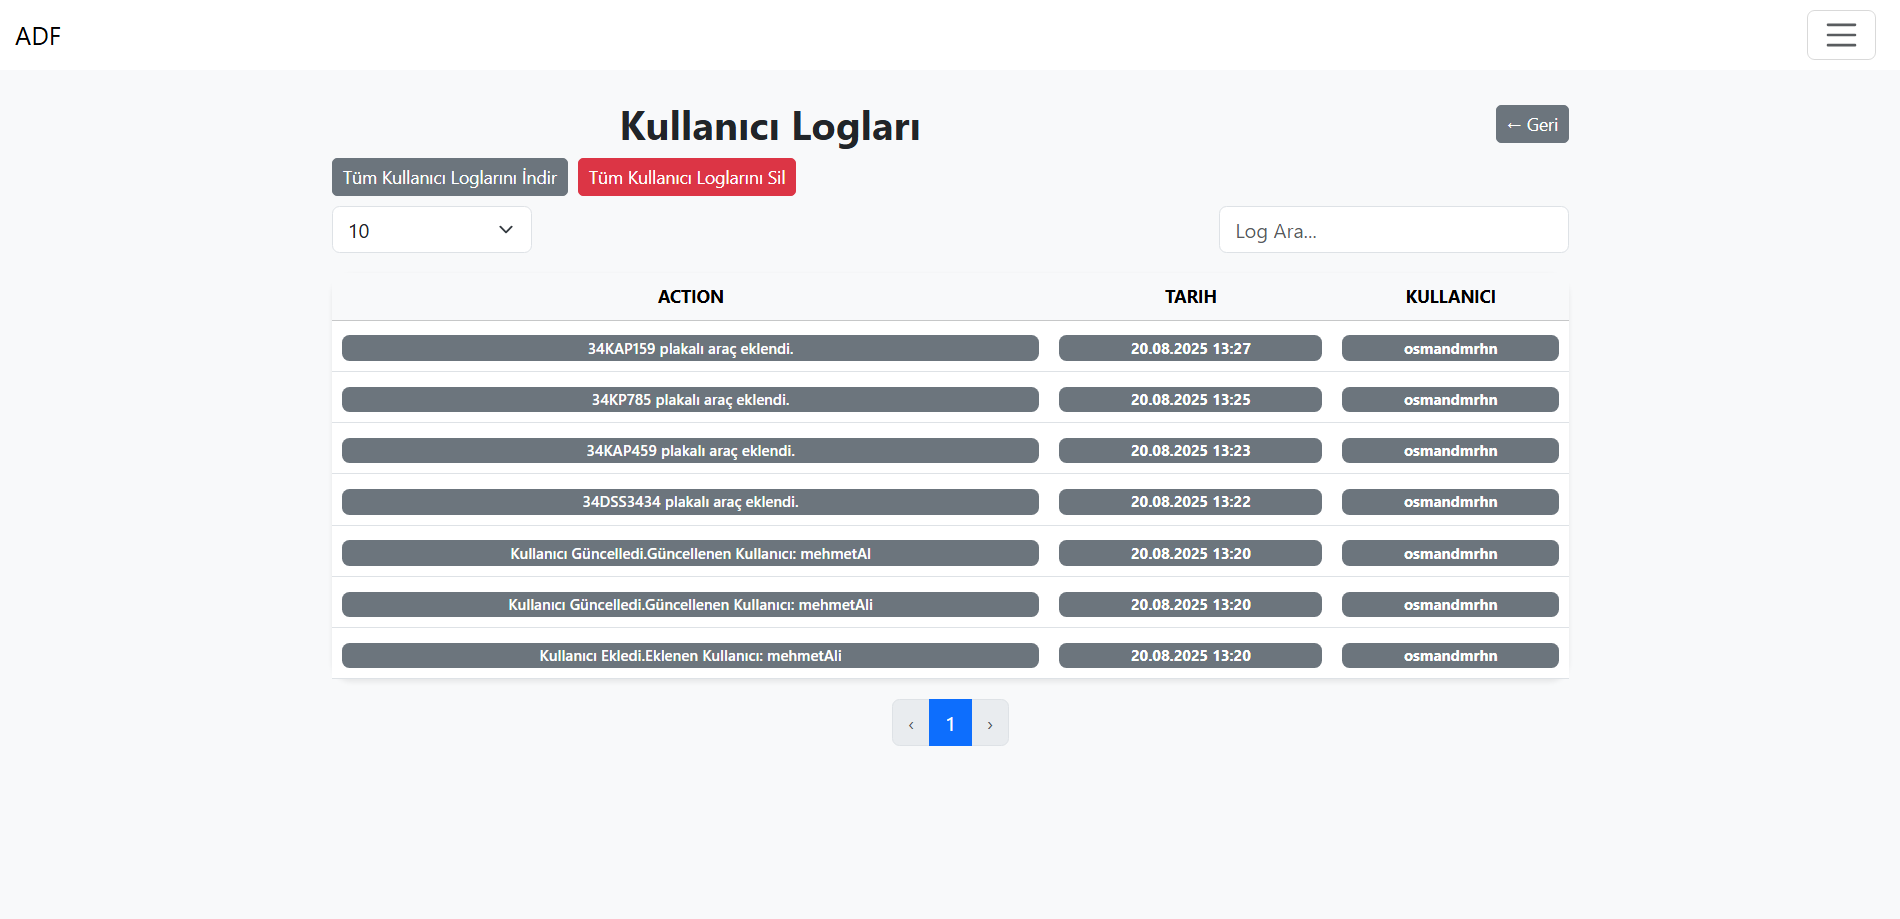 ADF
Kullanıcı Logları
← Geri
Tüm Kullanıcı Loglarını İndir Tüm Kullanıcı Loglarını Sil
10 Log Ara...
ACTION TARIH KULLANICI
34KAP159 plakalı araç eklendi. 20.08.2025 13:27 osmandmrhn
34KP785 plakalı araç eklendi. 20.08.2025 13:25 osmandmrhn
34KAP459 plakalı araç eklendi. 20.08.2025 13:23 osmandmrhn
34DSS3434 plakalı araç eklendi. 20.08.2025 13:22 osmandmrhn
Kullanıcı Güncelledi.Güncellenen Kullanıcı: mehmetAl 20.08.2025 13:20 osmandmrhn
Kullanıcı Güncelledi.Güncellenen Kullanıcı: mehmetAli 20.08.2025 13:20 osmandmrhn
Kullanıcı Ekledi.Eklenen Kullanıcı: mehmetAli 20.08.2025 13:20 osmandmrhn
‹ 1 ›